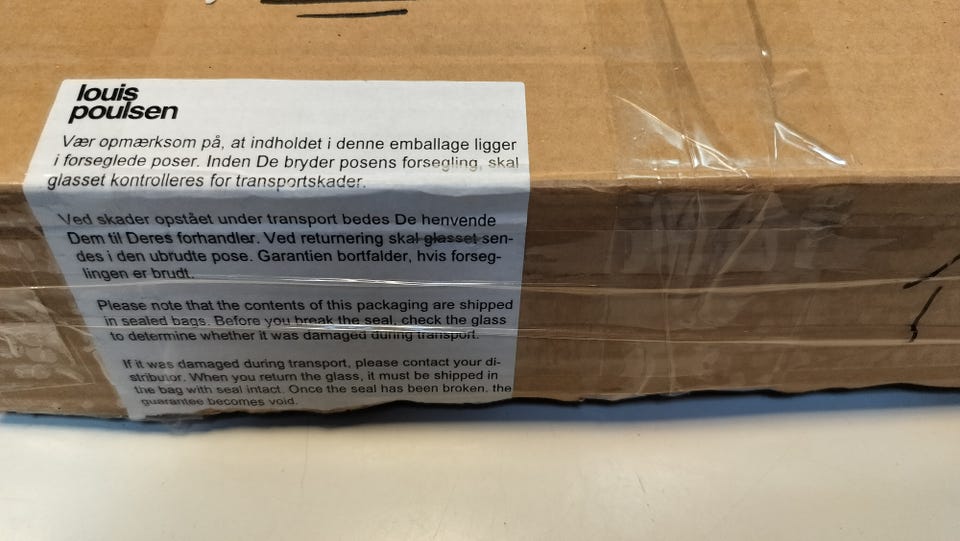 louis
poulsen
Vær opmærksom på, at indholdet i denne emballage ligger
i forseglede poser. Inden De bryder posens forsegling, skal
glasset kontrolleres for transportskader.
Ved skader opstået under transport bedes De henvende
Dem til Deres forhandler. Ved returnering skal glasset sen-
des i den ubrudte pose. Garantien bortfalder, hvis forseg-
lingen er brudt.
Please note that the contents of this packaging are shipped
in sealed bags. Before you break the seal, check the glass
to determine whether it was damaged during transport.
If it was damaged during transport, please contact your di-
stributor. When you return the glass, it must be shipped in
the bag with seal intact. Once the seal has been broken, the
guarantee becomes void.